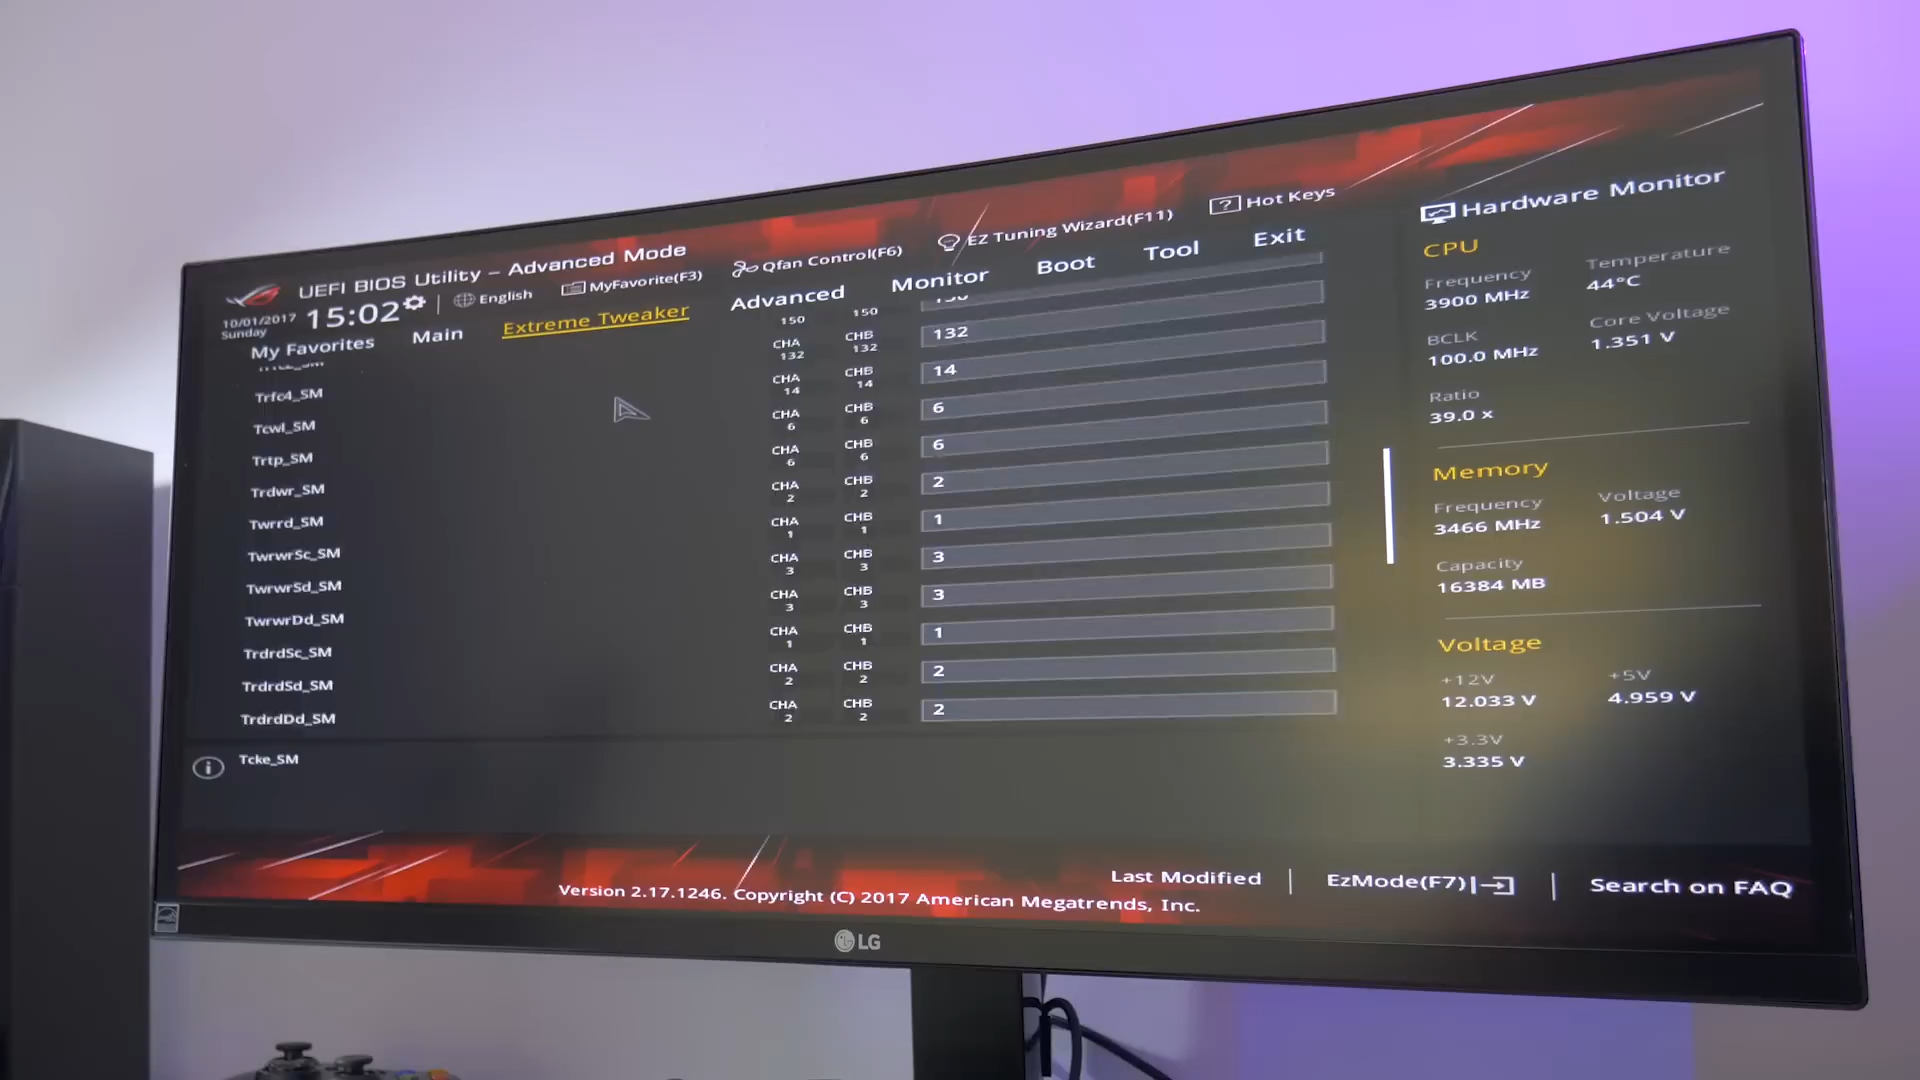 UEFI BIOS Utility – Advanced Mode
10/01/2017
Sunday
15:02
English
MyFavorite(F3)
Qfan Control(F6)
EZ Tuning Wizard(F11)
Hot Keys
My Favorites
Main
Extreme Tweaker
Advanced
Monitor
Boot
Tool
Exit
150 150
Trfc4_SM CHA 132 CHB 132 132
Tcwl_SM CHA 14 CHB 14 14
Trtp_SM CHA 6 CHB 6 6
Trdwr_SM CHA 6 CHB 6 6
Twrrd_SM CHA 2 CHB 2 2
TwrwrSc_SM CHA 1 CHB 1 1
TwrwrSd_SM CHA 3 CHB 3 3
TwrwrDd_SM CHA 3 CHB 3 3
TrdrdSc_SM CHA 1 CHB 1 1
TrdrdSd_SM CHA 2 CHB 2 2
TrdrdDd_SM CHA 2 CHB 2 2
Tcke_SM
Hardware Monitor
CPU
Frequency Temperature
3900 MHz 44°C
BCLK Core Voltage
100.0 MHz 1.351 V
Ratio
39.0 x
Memory
Frequency Voltage
3466 MHz 1.504 V
Capacity
16384 MB
Voltage
+12V +5V
12.033 V 4.959 V
+3.3V
3.335 V
Last Modified
EzMode(F7)
Search on FAQ
Version 2.17.1246. Copyright (C) 2017 American Megatrends, Inc.
LG